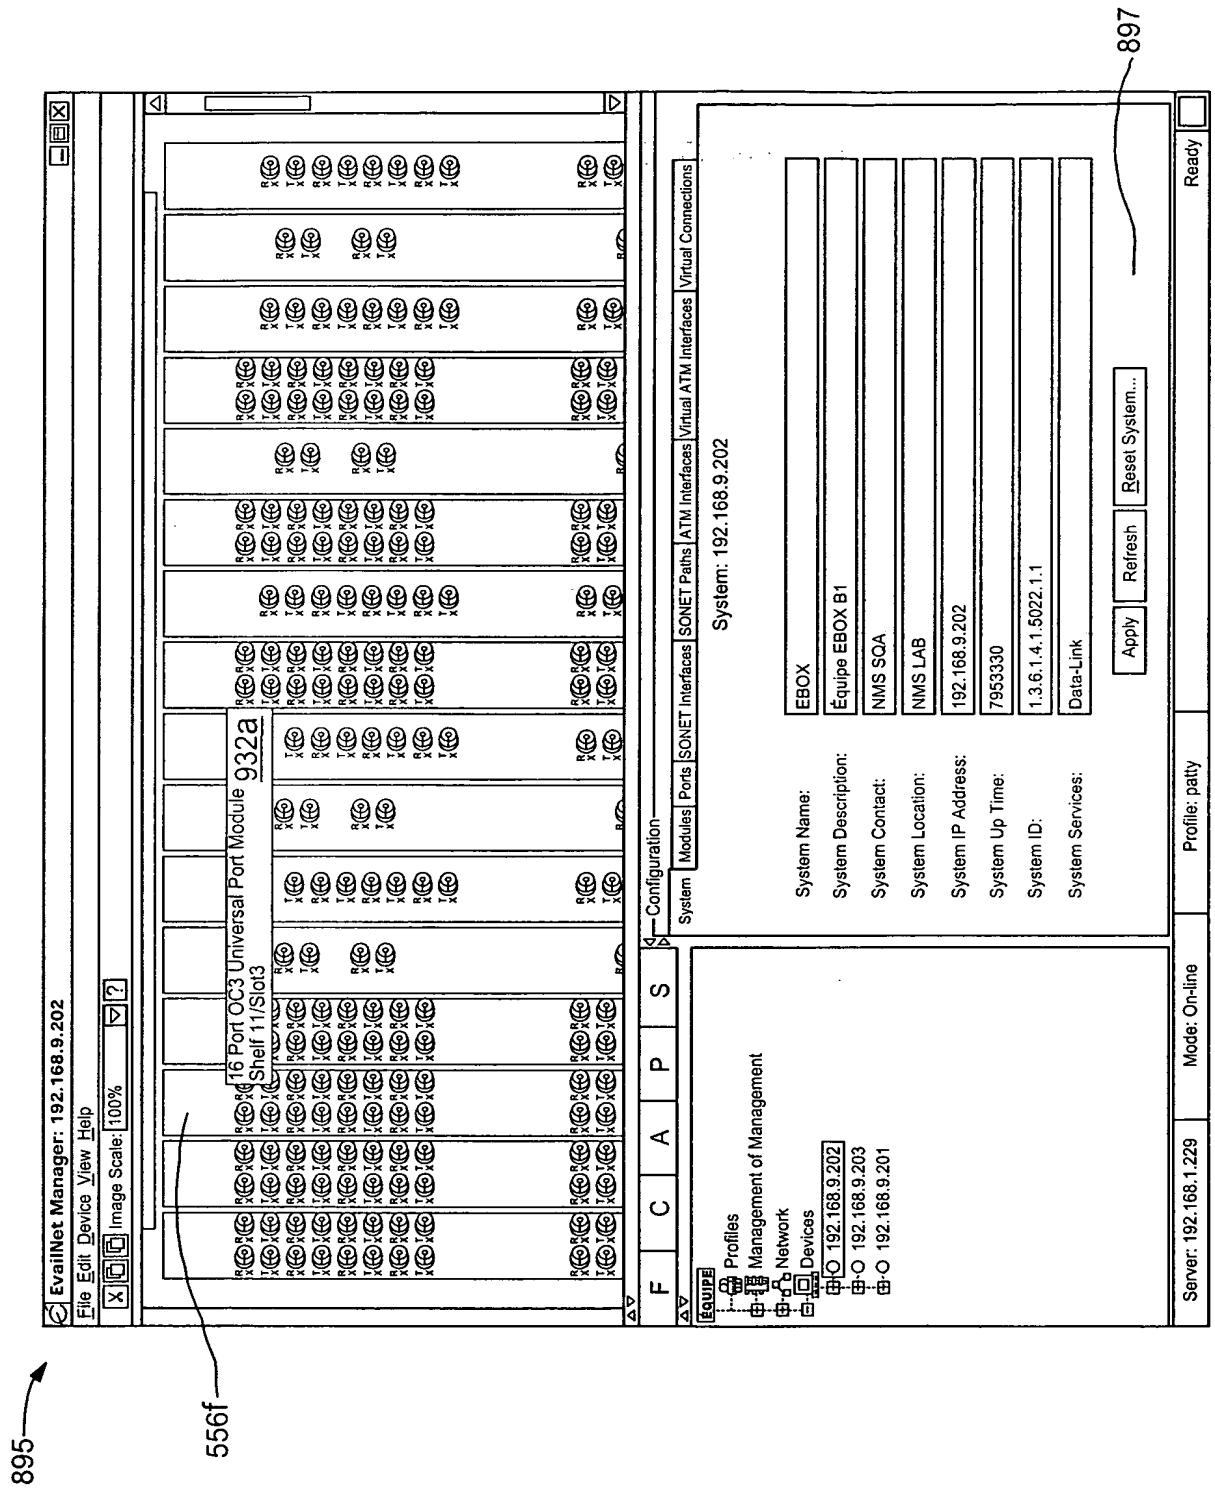 895
EvailNet Manager: 192.168.9.202
File Edit Device View Help
Image Scale: 100%
?
556f
16 Port OC3 Universal Port Module 932a
Shelf 11/Slot3
F C A P S
EQUIPE
Profiles
Management of Management
Network
Devices
192.168.9.202
192.168.9.203
192.168.9.201
Configuration
System Modules Ports SONET Interfaces SONET Paths ATM Interfaces Virtual ATM Interfaces Virtual Connections
System: 192.168.9.202
System Name: EBOX
System Description: Équipe EBOX B1
System Contact: NMS SQA
System Location: NMS LAB
System IP Address: 192.168.9.202
System Up Time: 7953330
System ID: 1.3.6.1.4.1.5022.1.1
System Services: Data-Link
Apply Refresh Reset System...
897
Server: 192.168.1.229 Mode: On-line Profile: patty Ready